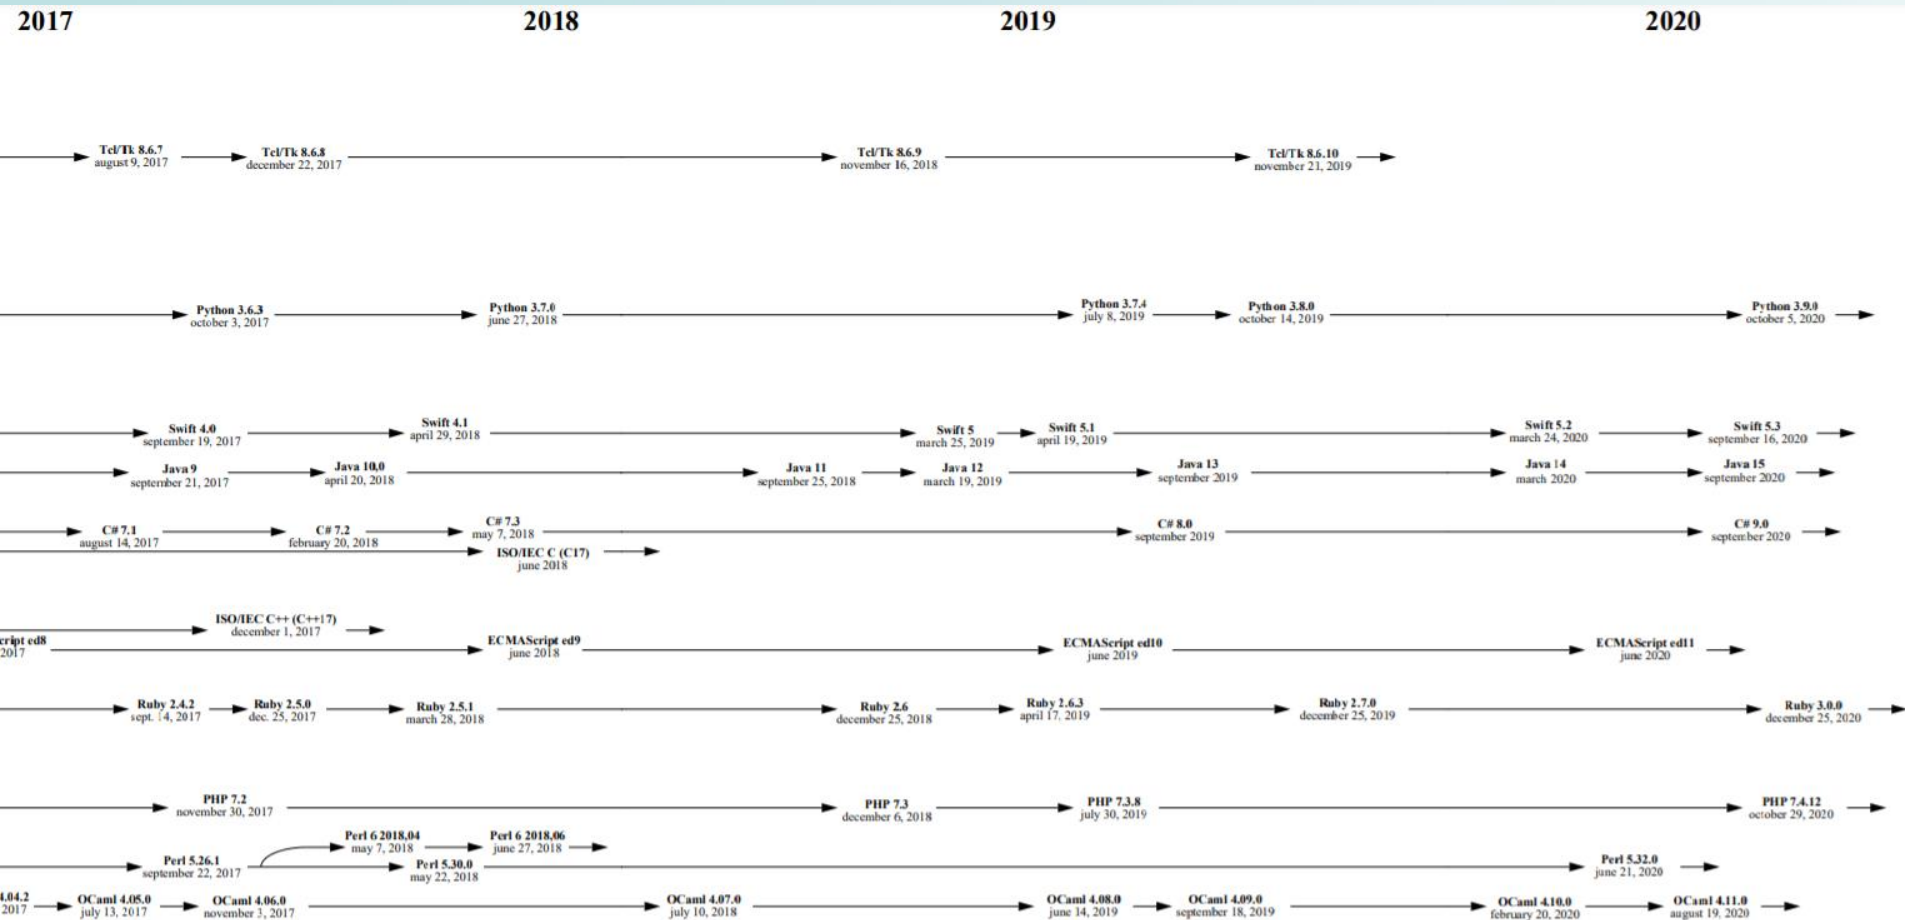 2017 2018 2019 2020
Tcl/Tk 8.6.7 Tcl/Tk 8.6.8 Tcl/Tk 8.6.9 Tcl/Tk 8.6.10
august 9, 2017 december 22, 2017 november 16, 2018 november 21, 2019
Python 3.6.3 Python 3.7.0 Python 3.7.4 Python 3.8.0 Python 3.9.0
october 3, 2017 june 27, 2018 july 8, 2019 october 14, 2019 october 5, 2020
Swift 4.0 Swift 4.1 Swift 5 Swift 5.1 Swift 5.2 Swift 5.3
september 19, 2017 april 29, 2018 march 25, 2019 april 19, 2019 march 24, 2020 september 16, 2020
Java 9 Java 10,0 Java 11 Java 12 Java 13 Java 14 Java 15
september 21, 2017 april 20, 2018 september 25, 2018 march 19, 2019 september 2019 march 2020 september 2020
C# 7.1 C# 7.2 C# 7.3 C# 8.0 C# 9.0
august 14, 2017 february 20, 2018 may 7, 2018 september 2019 september 2020
ISO/IEC C (C17)
june 2018
ISO/IEC C++ (C++17)
december 1, 2017
cript ed8 ECMAScript ed9 ECMAScript ed10 ECMAScript ed11
2017 june 2018 june 2019 june 2020
Ruby 2.4.2 Ruby 2.5.0 Ruby 2.5.1 Ruby 2.6 Ruby 2.6.3 Ruby 2.7.0 Ruby 3.0.0
sept. 14, 2017 dec. 25, 2017 march 28, 2018 december 25, 2018 april 17, 2019 december 25, 2019 december 25, 2020
PHP 7.2 PHP 7.3 PHP 7.3.8 PHP 7.4.12
november 30, 2017 december 6, 2018 july 30, 2019 october 29, 2020
Perl 6 2018,04 Perl 6 2018,06
may 7, 2018 june 27, 2018
Perl 5.26.1 Perl 5.30.0 Perl 5.32.0
september 22, 2017 may 22, 2018 june 21, 2020
4.04.2 OCaml 4.05.0 OCaml 4.06.0 OCaml 4.07.0 OCaml 4.08.0 OCaml 4.09.0 OCaml 4.10.0 OCaml 4.11.0
2017 july 13, 2017 november 3, 2017 july 10, 2018 june 14, 2019 september 18, 2019 february 20, 2020 august 19, 2020